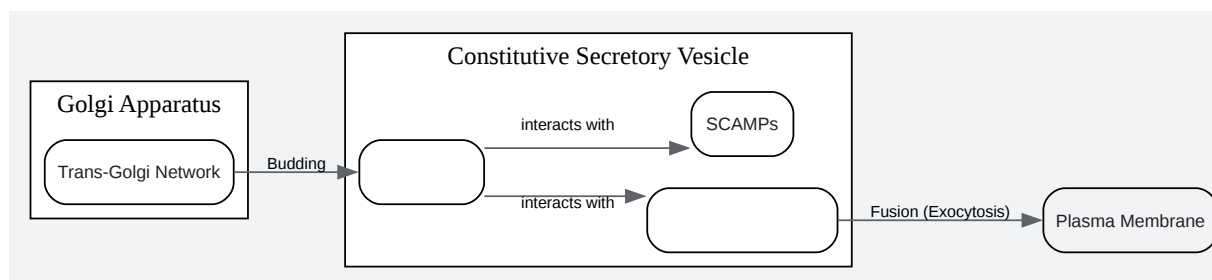 Constitutive Secretory Vesicle
Golgi Apparatus
Trans-Golgi Network
Budding
interacts with
SCAMPs
interacts with
Fusion (Exocytosis)
Plasma Membrane